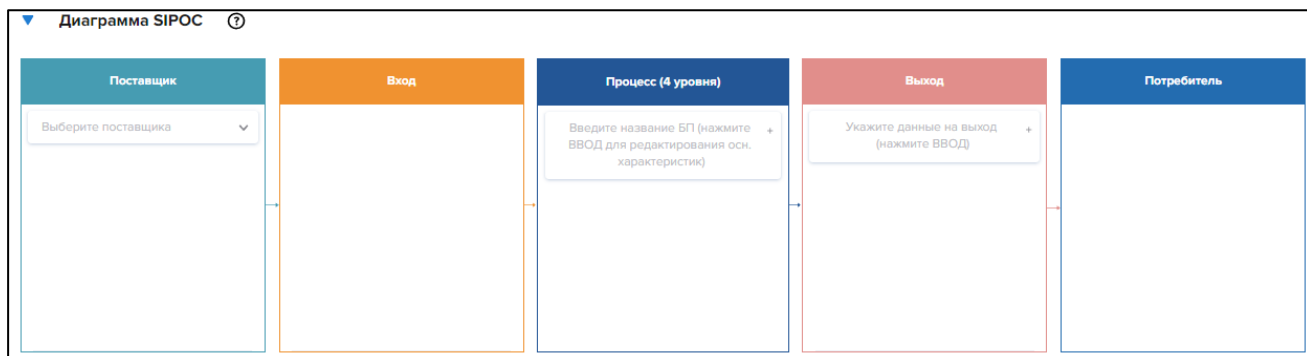 ▼ Диаграмма SIPOC ?
Поставщик
Вход
Процесс (4 уровня)
Выход
Потребитель
Выберите поставщика
Введите название БП (нажмите +
ВВОД для редактирования осн.
характеристик)
Укажите данные на выход +
(нажмите ВВОД)